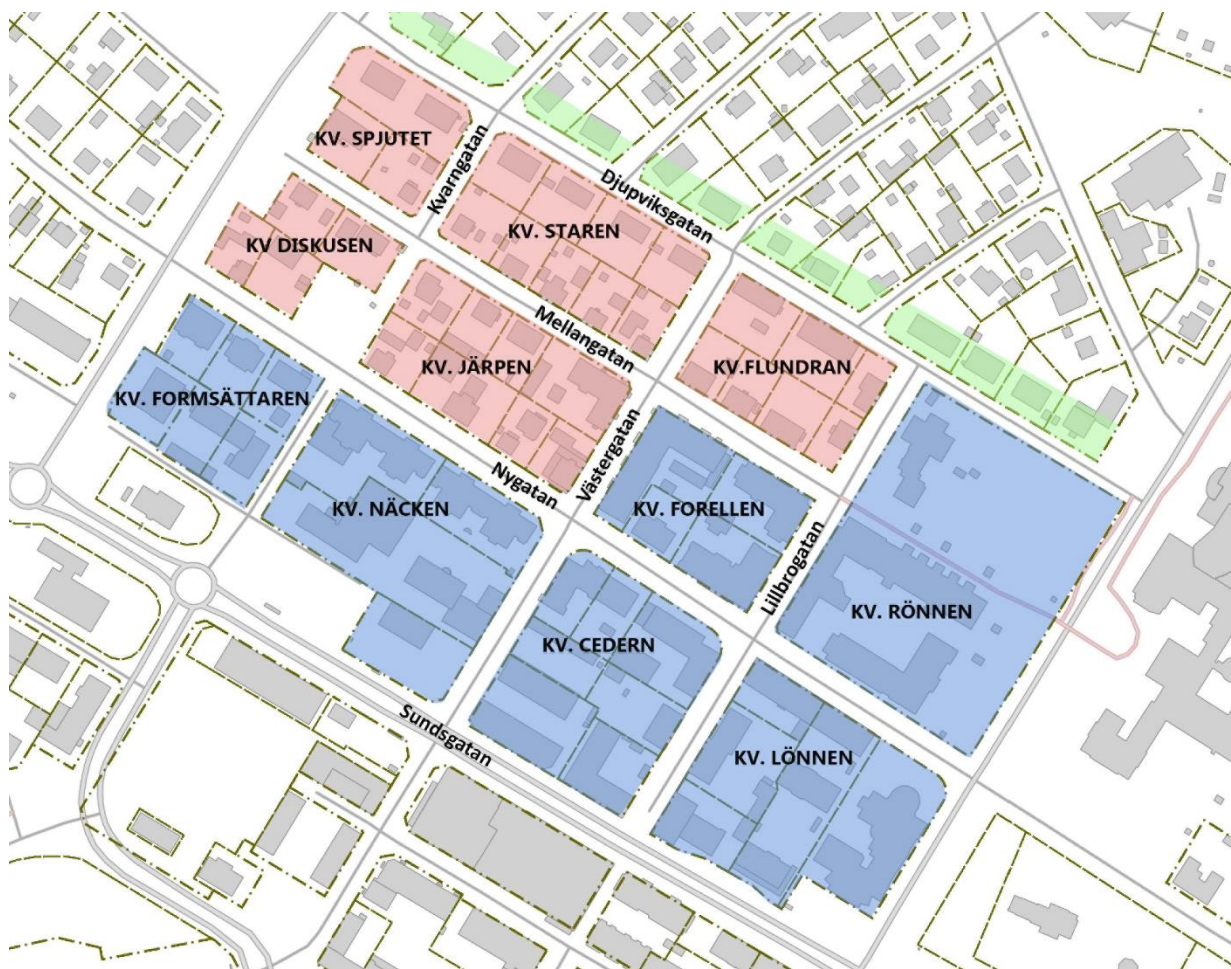 KV. SPJUTET
Kvarngatan
Djupviksgatan
KV. STAREN
KV DISKUSEN
Mellangatan
KV. JÄRPEN
KV.FLUNDRAN
KV. FORMSÄTTAREN
Västergatan
Nygatan
KV. NÄCKEN
KV. FORELLEN
Lillbrogatan
KV. RÖNNEN
KV. CEDERN
Sundsgatan
KV. LÖNNEN